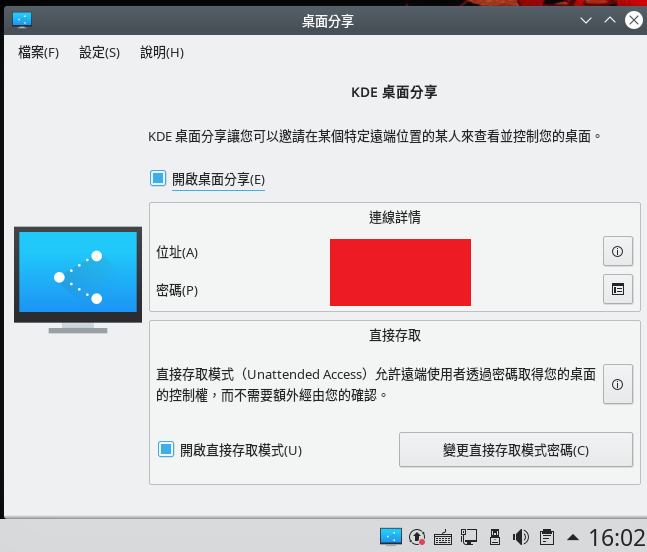 桌面分享
檔案(F) 設定(S) 說明(H)
KDE 桌面分享
KDE 桌面分享讓您可以邀請在某個特定遠端位置的某人來查看並控制您的桌面。
開啟桌面分享(E)
連線詳情
位址(A)
密碼(P)
直接存取
直接存取模式（Unattended Access）允許遠端使用者透過密碼取得您的桌面
的控制權，而不需要額外經由您的確認。
開啟直接存取模式(U)
變更直接存取模式密碼(C)
16:02